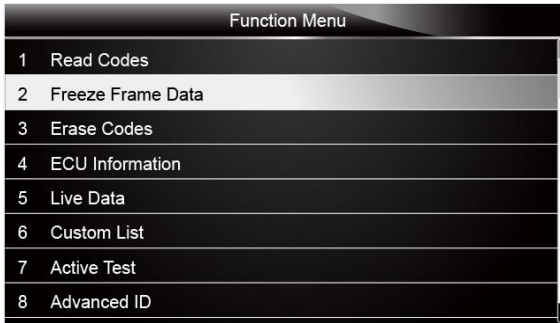 Function Menu
1 Read Codes
2 Freeze Frame Data
3 Erase Codes
4 ECU Information
5 Live Data
6 Custom List
7 Active Test
8 Advanced ID